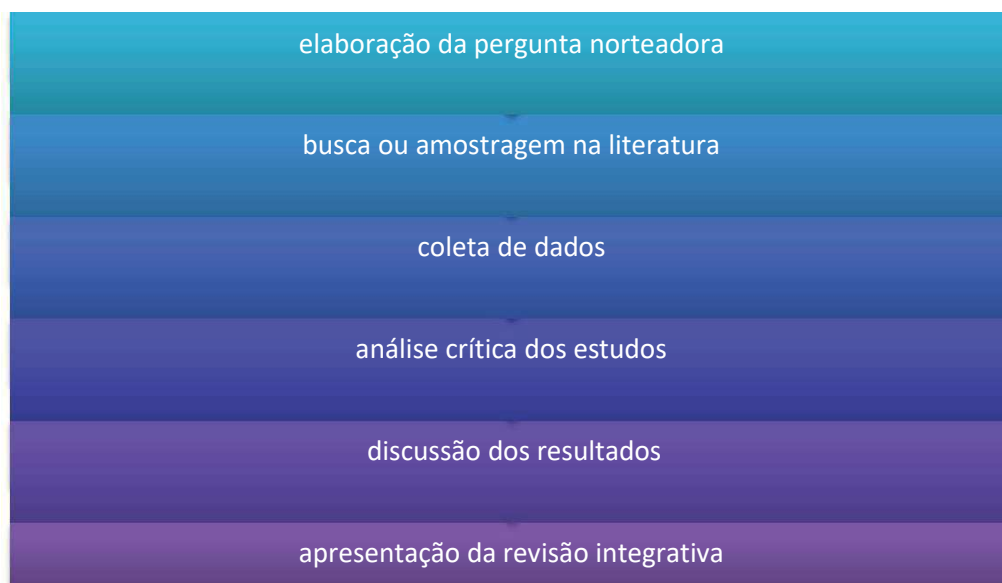 elaboração da pergunta norteadora
busca ou amostragem na literatura
coleta de dados
análise crítica dos estudos
discussão dos resultados
apresentação da revisão integrativa